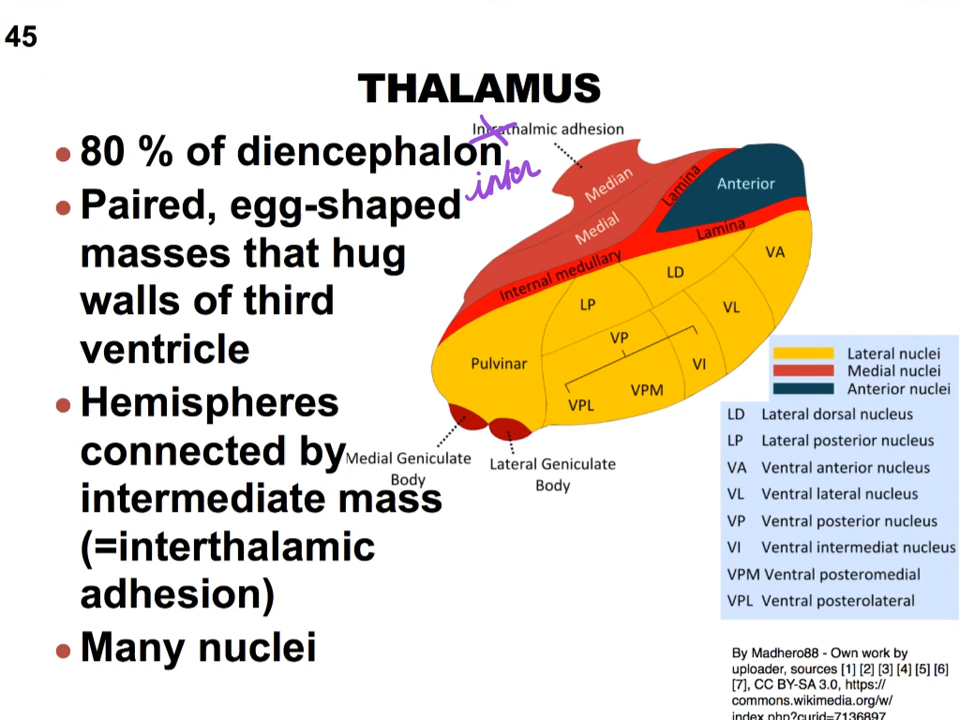 45
THALAMUS
• 80 % of diencephalon
• Paired, egg-shaped
masses that hug
walls of third
ventricle
• Hemispheres
connected by
intermediate mass
(=interthalamic
adhesion)
• Many nuclei
Intrathalmic adhesion
inter
Median
Medial
Lamina
Anterior
Internal medullary
Lamina
VA
LD
LP
VL
VP
Pulvinar
VI
VPM
VPL
Medial Geniculate
Body
Lateral Geniculate
Body
Lateral nuclei
Medial nuclei
Anterior nuclei
LD Lateral dorsal nucleus
LP Lateral posterior nucleus
VA Ventral anterior nucleus
VL Ventral lateral nucleus
VP Ventral posterior nucleus
VI Ventral intermediat nucleus
VPM Ventral posteromedial
VPL Ventral posterolateral
By Madhero88 - Own work by
uploader, sources [1] [2] [3] [4] [5] [6]
[7], CC BY-SA 3.0, https://
commons.wikimedia.org/w/
index.php?curid=7136897